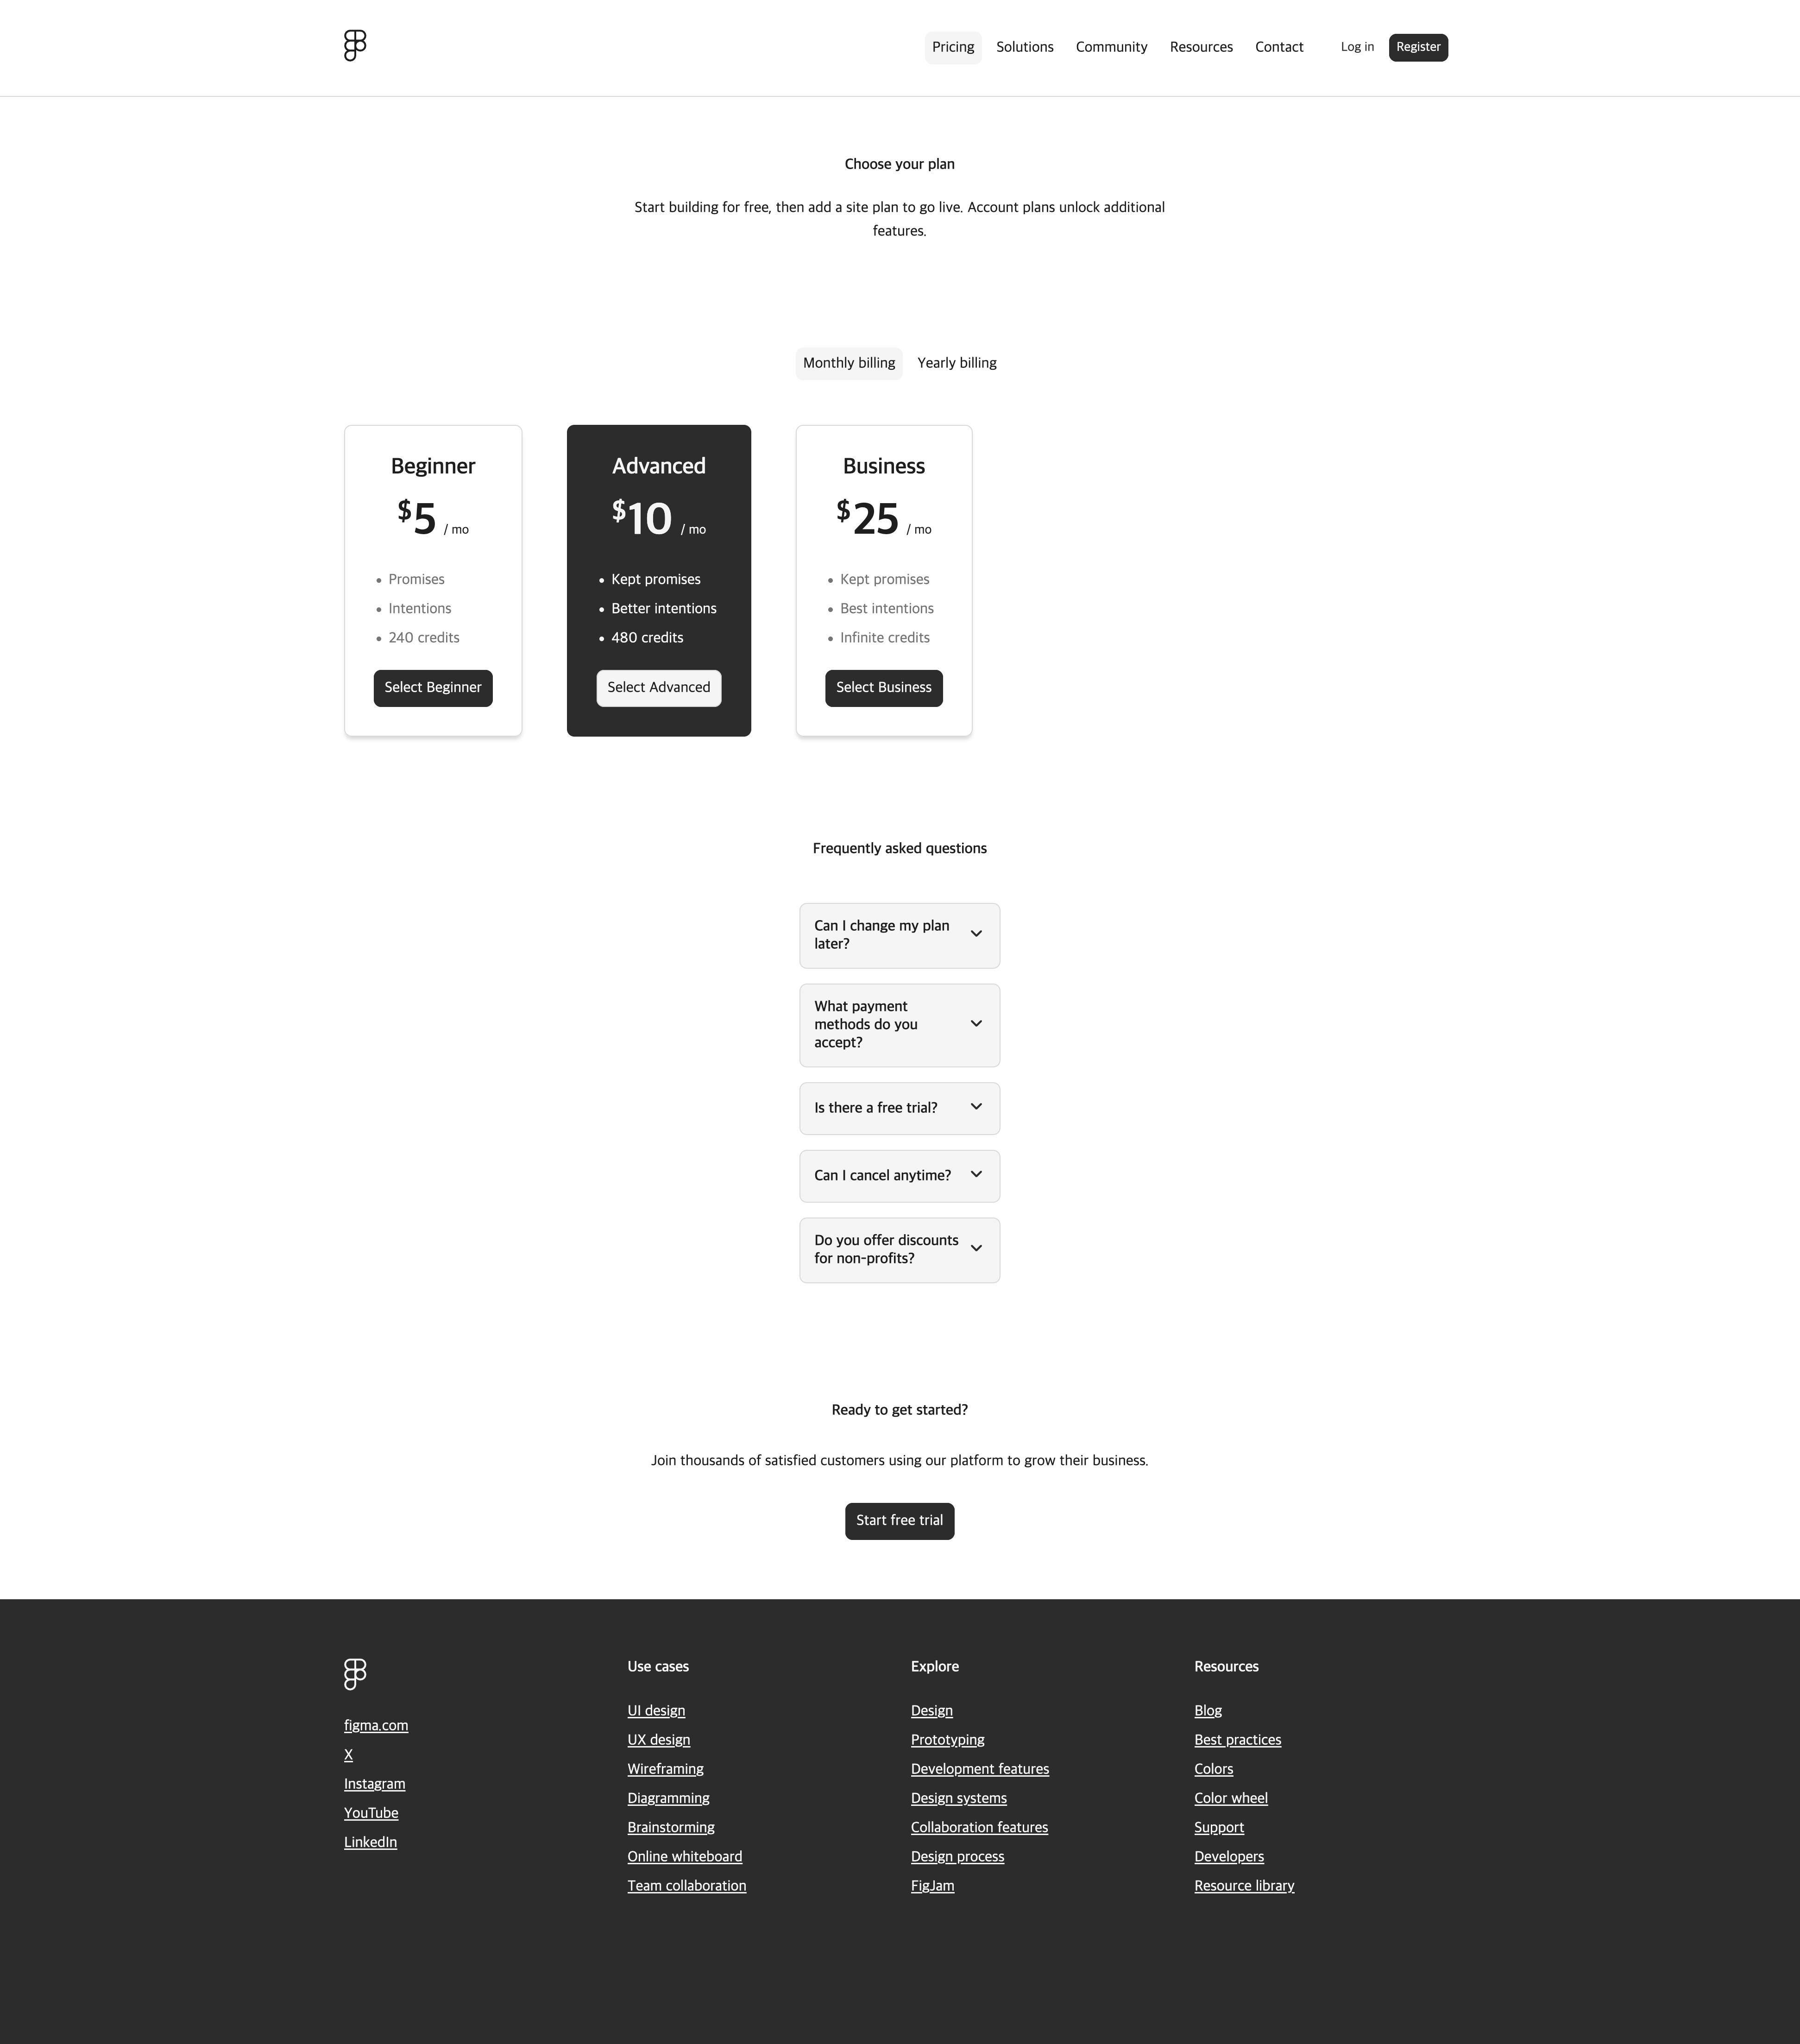 Pricing
Solutions
Community
Resources
Contact
Log in
Register
Choose your plan
Start building for free, then add a site plan to go live. Account plans unlock additional
features.
Monthly billing
Yearly billing
Beginner
$5 / mo
Promises
Intentions
240 credits
Select Beginner
Advanced
$10 / mo
Kept promises
Better intentions
480 credits
Select Advanced
Business
$25 / mo
Kept promises
Best intentions
Infinite credits
Select Business
Frequently asked questions
Can I change my plan
later?
What payment
methods do you
accept?
Is there a free trial?
Can I cancel anytime?
Do you offer discounts
for non-profits?
Ready to get started?
Join thousands of satisfied customers using our platform to grow their business.
Start free trial
figma.com
X
Instagram
YouTube
LinkedIn
Use cases
UI design
UX design
Wireframing
Diagramming
Brainstorming
Online whiteboard
Team collaboration
Explore
Design
Prototyping
Development features
Design systems
Collaboration features
Design process
FigJam
Resources
Blog
Best practices
Colors
Color wheel
Support
Developers
Resource library